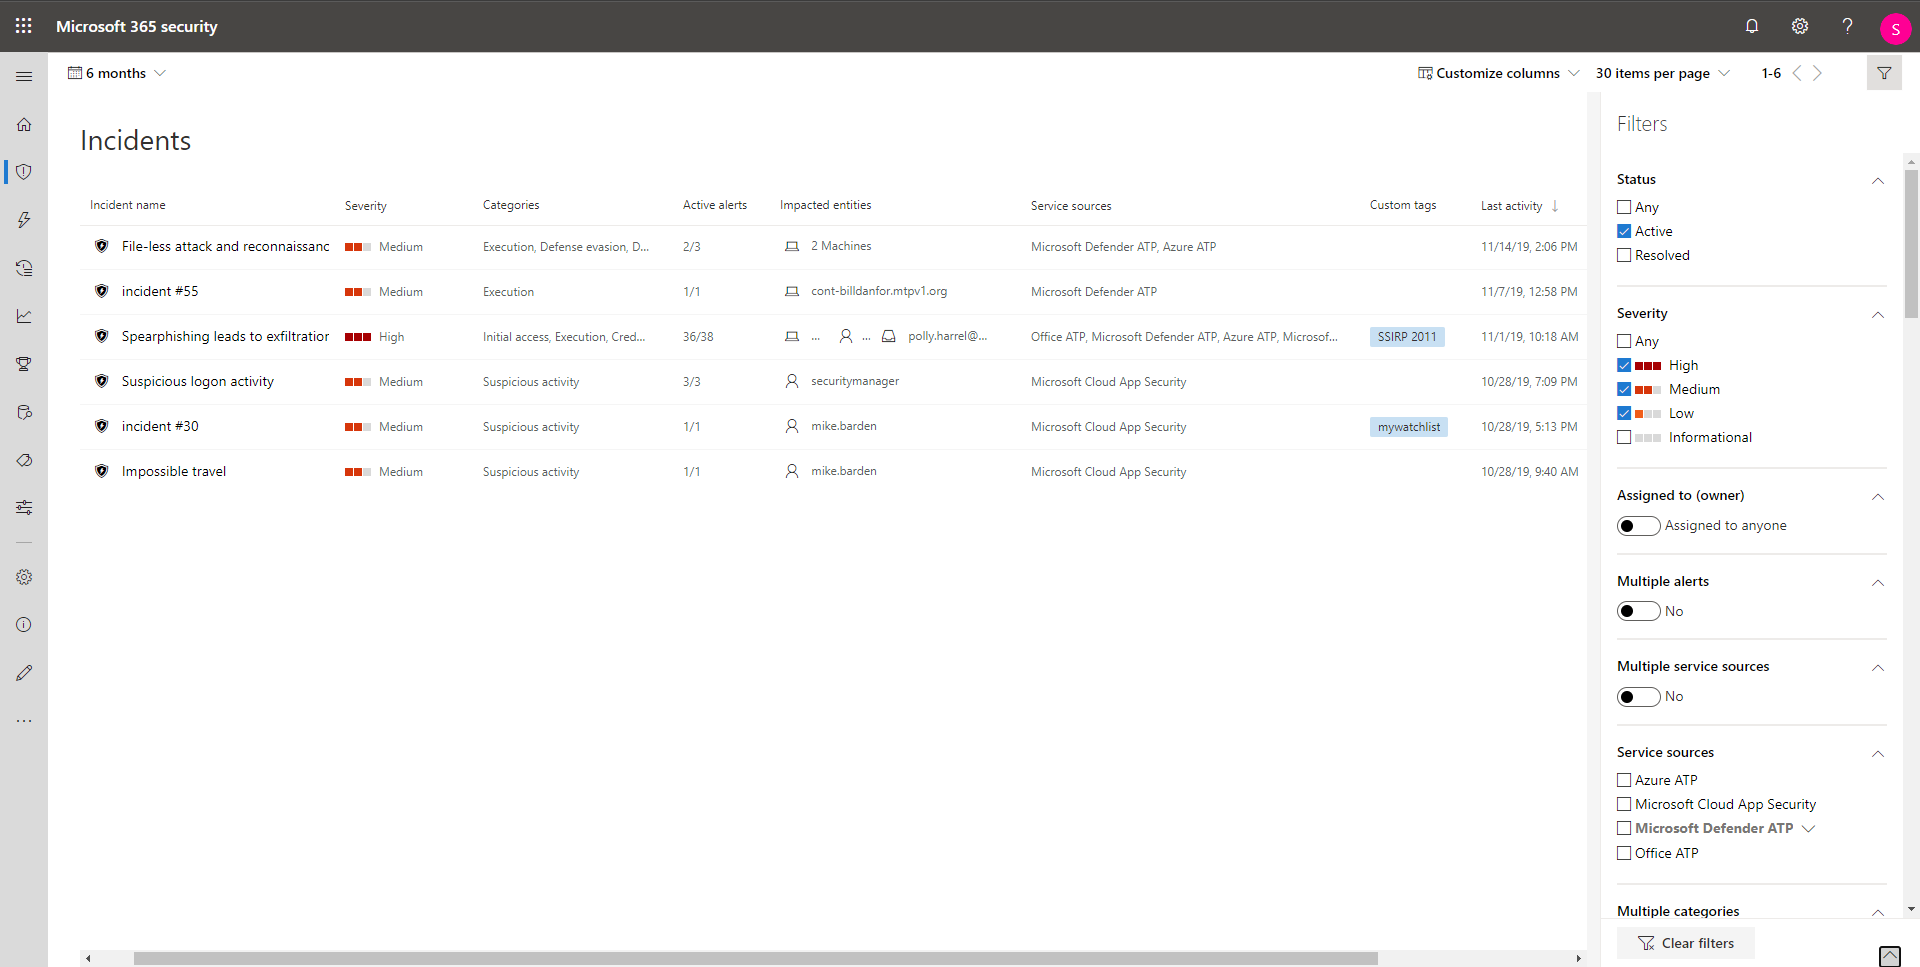 Microsoft 365 security
S
6 months
Customize columns
30 items per page
1-6
Incidents
Incident name Severity Categories Active alerts Impacted entities Service sources Custom tags Last activity ↓
File-less attack and reconnaissanc Medium Execution, Defense evasion, D... 2/3 2 Machines Microsoft Defender ATP, Azure ATP 11/14/19, 2:06 PM
incident #55 Medium Execution 1/1 cont-billdanfor.mtpv1.org Microsoft Defender ATP 11/7/19, 12:58 PM
Spearphishing leads to exfiltration High Initial access, Execution, Cred... 36/38 ... ... polly.harrel@... Office ATP, Microsoft Defender ATP, Azure ATP, Microsof... SSIRP 2011 11/1/19, 10:18 AM
Suspicious logon activity Medium Suspicious activity 3/3 securitymanager Microsoft Cloud App Security 10/28/19, 7:09 PM
incident #30 Medium Suspicious activity 1/1 mike.barden Microsoft Cloud App Security mywatchlist 10/28/19, 5:13 PM
Impossible travel Medium Suspicious activity 1/1 mike.barden Microsoft Cloud App Security 10/28/19, 9:40 AM
Filters
Status
Any
Active
Resolved
Severity
Any
High
Medium
Low
Informational
Assigned to (owner)
Assigned to anyone
Multiple alerts
No
Multiple service sources
No
Service sources
Azure ATP
Microsoft Cloud App Security
Microsoft Defender ATP
Office ATP
Multiple categories
Clear filters